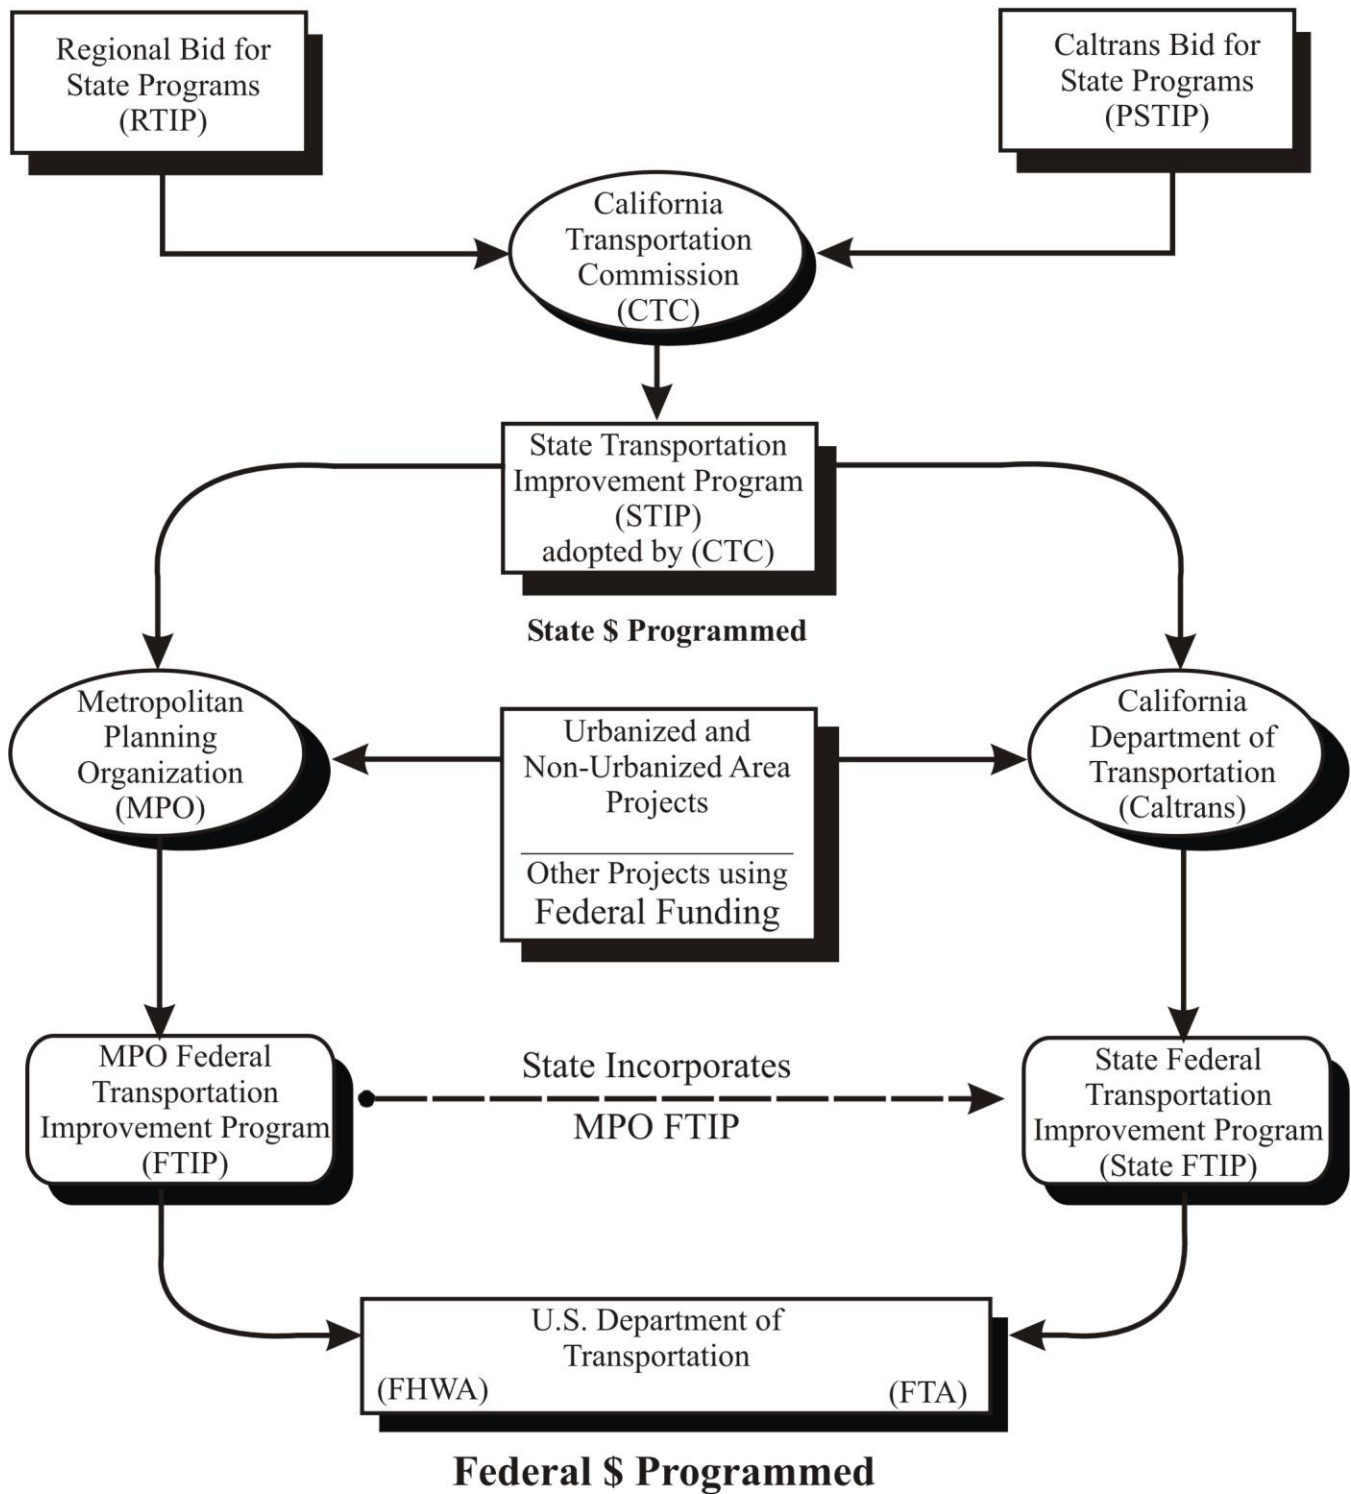 Regional Bid for
State Programs
(RTIP)
Caltrans Bid for
State Programs
(PSTIP)
California
Transportation
Commission
(CTC)
State Transportation
Improvement Program
(STIP)
adopted by (CTC)
State $ Programmed
Metropolitan
Planning
Organization
(MPO)
Urbanized and
Non-Urbanized Area
Projects
Other Projects using
Federal Funding
California
Department of
Transportation
(Caltrans)
MPO Federal
Transportation
Improvement Program
(FTIP)
State Incorporates
MPO FTIP
State Federal
Transportation
Improvement Program
(State FTIP)
U.S. Department of
Transportation
(FHWA) (FTA)
Federal $ Programmed